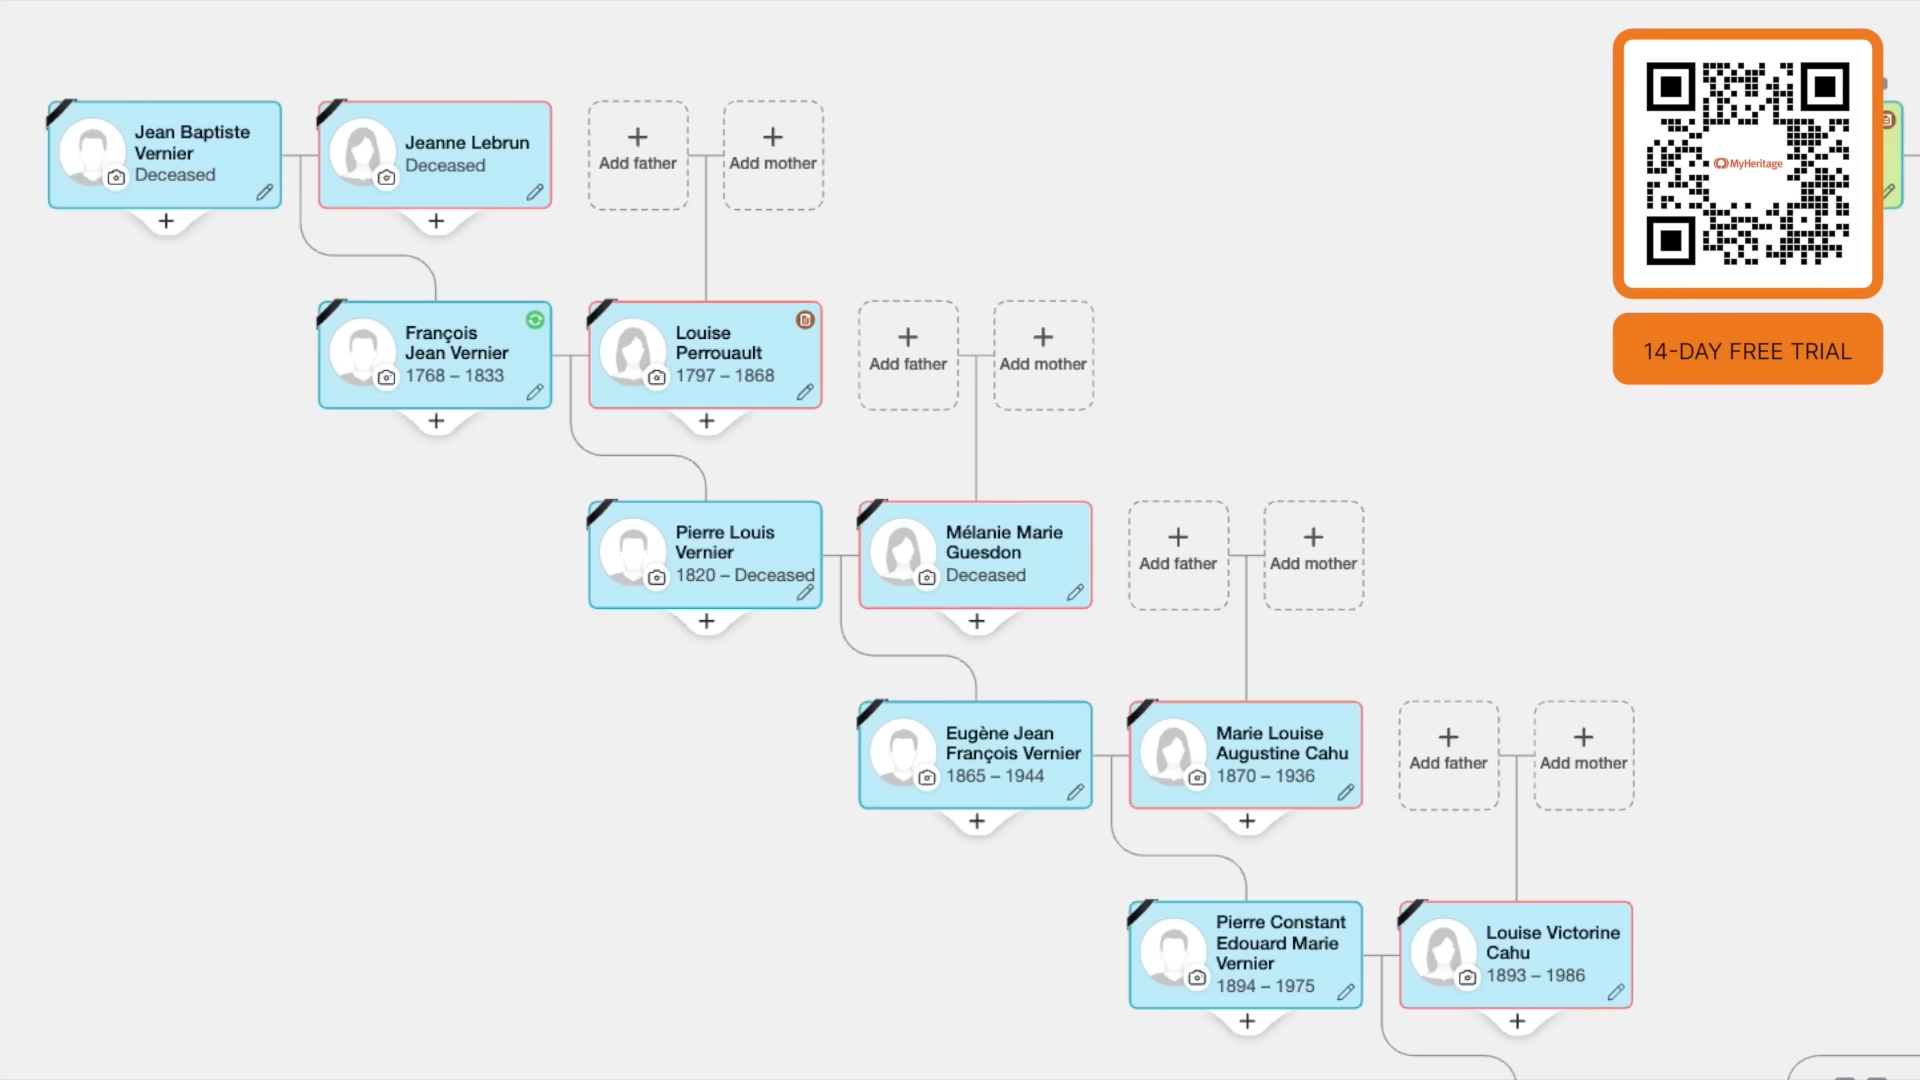 Jean Baptiste
Vernier
Deceased
Jeanne Lebrun
Deceased
Add father
Add mother
MyHeritage
14-DAY FREE TRIAL
François
Jean Vernier
1768 – 1833
Louise
Perrouault
1797 – 1868
Add father
Add mother
Pierre Louis
Vernier
1820 – Deceased
Mélanie Marie
Guesdon
Deceased
Add father
Add mother
Eugène Jean
François Vernier
1865 – 1944
Marie Louise
Augustine Cahu
1870 – 1936
Add father
Add mother
Pierre Constant
Edouard Marie
Vernier
1894 – 1975
Louise Victorine
Cahu
1893 – 1986